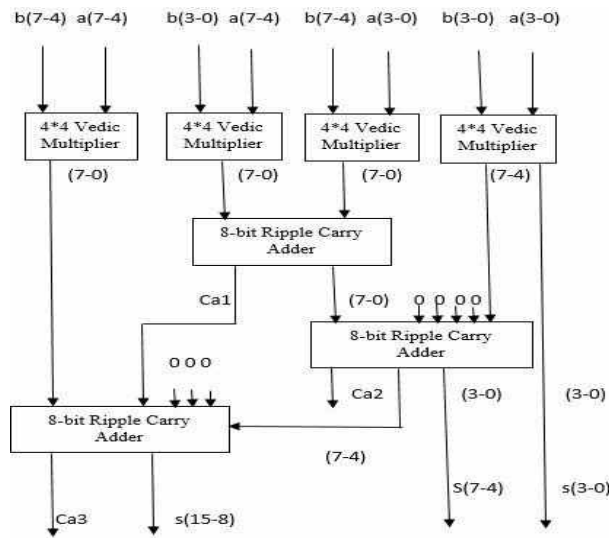 b(7-4) a(7-4) b(3-0) a(7-4) b(7-4) a(3-0) b(3-0) a(3-0)
4*4 Vedic Multiplier
4*4 Vedic Multiplier
4*4 Vedic Multiplier
4*4 Vedic Multiplier
(7-0) (7-0) (7-0) (7-4)
8-bit Ripple Carry
Adder
Ca1 (7-0) 0 0 0 0
8-bit Ripple Carry
Adder
0 0 0
Ca2 (3-0) (3-0)
8-bit Ripple Carry
Adder
(7-4)
S(7-4) s(3-0)
Ca3 s(15-8)